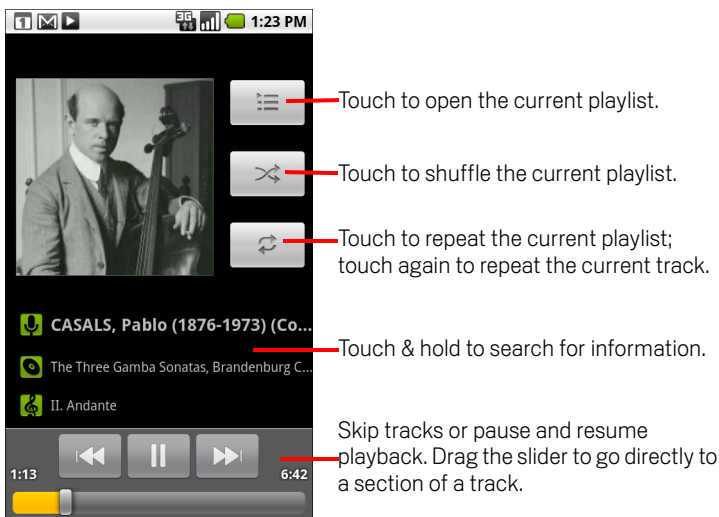 1 3G 1:23 PM
Touch to open the current playlist.
Touch to shuffle the current playlist.
Touch to repeat the current playlist;
touch again to repeat the current track.
CASALS, Pablo (1876-1973) (Co...
Touch & hold to search for information.
The Three Gamba Sonatas, Brandenburg C...
II. Andante
Skip tracks or pause and resume
playback. Drag the slider to go directly to
a section of a track.
1:13 6:42